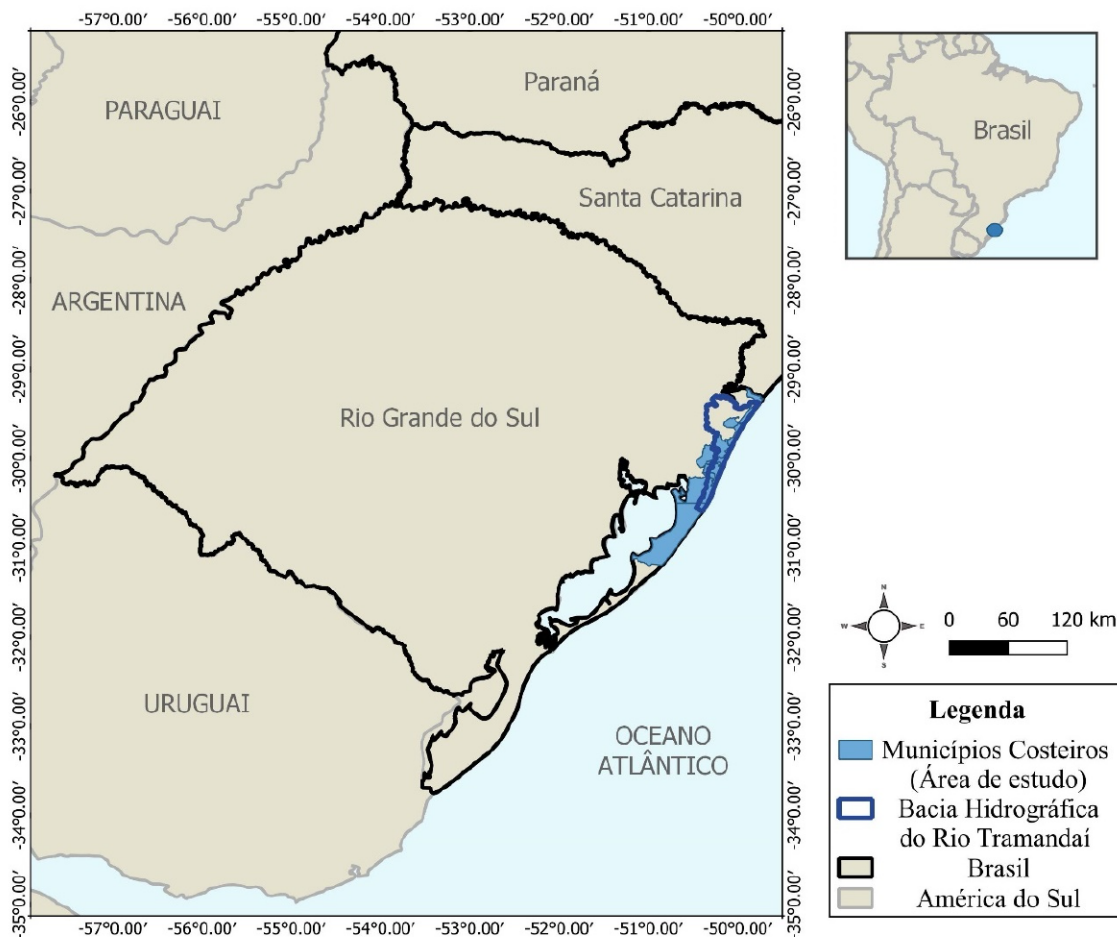 -57°0.00′ -56°0.00′ -55°0.00′ -54°0.00′ -53°0.00′ -52°0.00′ -51°0.00′ -50°0.00′
-26°0.00′
-27°0.00′
-28°0.00′
-29°0.00′
-30°0.00′
-31°0.00′
-32°0.00′
-33°0.00′
-34°0.00′
-35°0.00′
PARAGUAI
Paraná
Santa Catarina
ARGENTINA
Rio Grande do Sul
URUGUAI
OCEANO
ATLÂNTICO
-26°0.00′
-27°0.00′
-28°0.00′
-29°0.00′
-30°0.00′
-31°0.00′
-32°0.00′
-33°0.00′
-34°0.00′
-35°0.00′
-57°0.00′ -56°0.00′ -55°0.00′ -54°0.00′ -53°0.00′ -52°0.00′ -51°0.00′ -50°0.00′
Brasil
N
W E
S
0 60 120 km
Legenda
Municípios Costeiros
(Área de estudo)
Bacia Hidrográfica
do Rio Tramandaí
Brasil
América do Sul